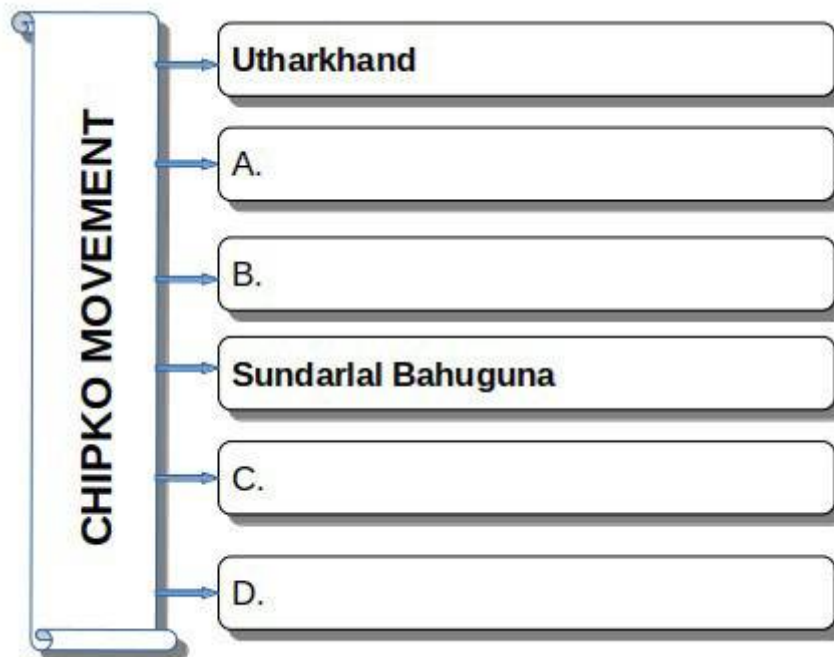 CHIPKO MOVEMENT
Utharkhand
A.
B.
Sundarlal Bahuguna
C.
D.